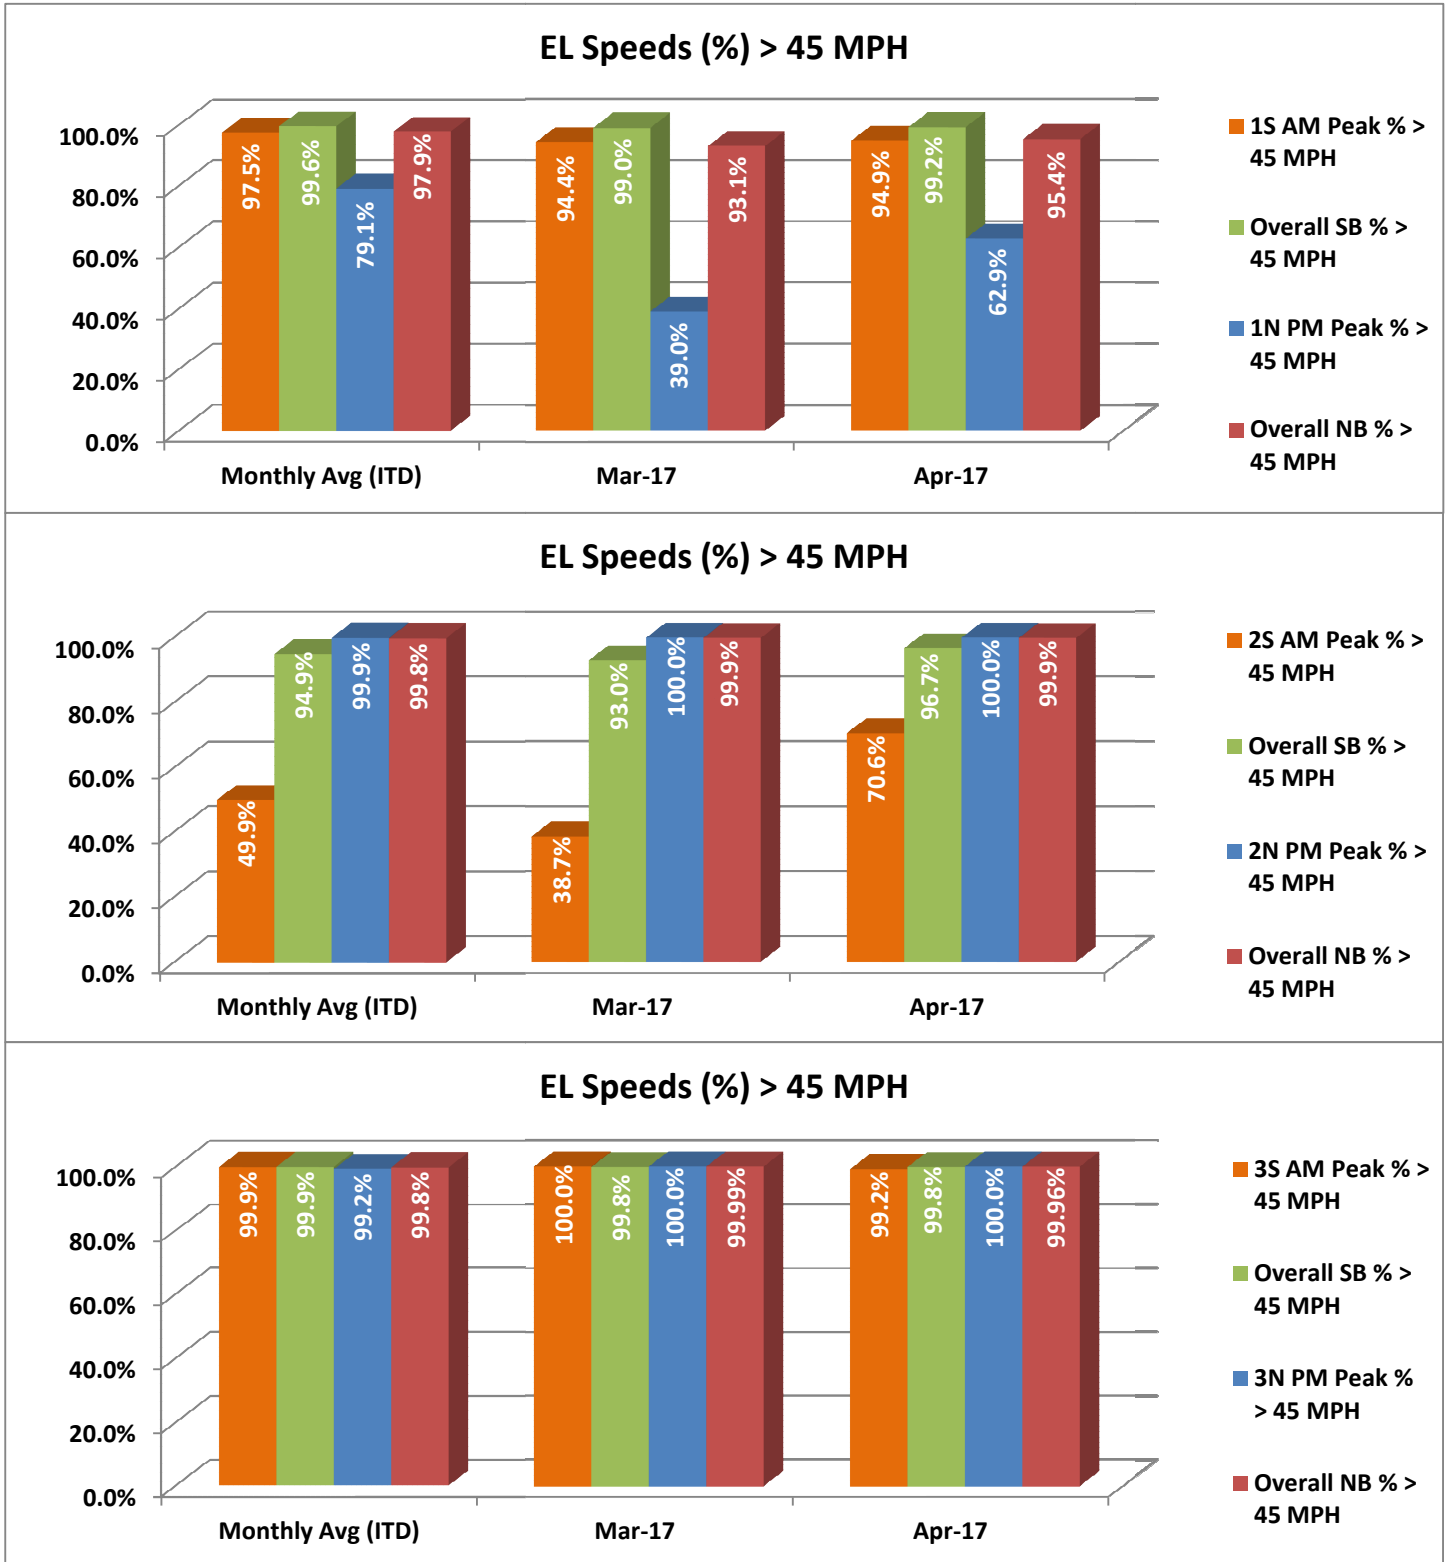 EL Speeds (%) > 45 MPH
100.0%
80.0%
60.0%
40.0%
20.0%
0.0%
97.5%
99.6%
79.1%
97.9%
94.4%
99.0%
39.0%
93.1%
94.9%
99.2%
62.9%
95.4%
Monthly Avg (ITD)
Mar-17
Apr-17
1S AM Peak % >
45 MPH
Overall SB % >
45 MPH
1N PM Peak % >
45 MPH
Overall NB % >
45 MPH
EL Speeds (%) > 45 MPH
100.0%
80.0%
60.0%
40.0%
20.0%
0.0%
49.9%
94.9%
99.9%
99.8%
38.7%
93.0%
100.0%
99.9%
70.6%
96.7%
100.0%
99.9%
Monthly Avg (ITD)
Mar-17
Apr-17
2S AM Peak % >
45 MPH
Overall SB % >
45 MPH
2N PM Peak % >
45 MPH
Overall NB % >
45 MPH
EL Speeds (%) > 45 MPH
100.0%
80.0%
60.0%
40.0%
20.0%
0.0%
99.9%
99.9%
99.2%
99.8%
100.0%
99.8%
100.0%
99.99%
99.2%
99.8%
100.0%
99.96%
Monthly Avg (ITD)
Mar-17
Apr-17
3S AM Peak % >
45 MPH
Overall SB % >
45 MPH
3N PM Peak %
> 45 MPH
Overall NB % >
45 MPH